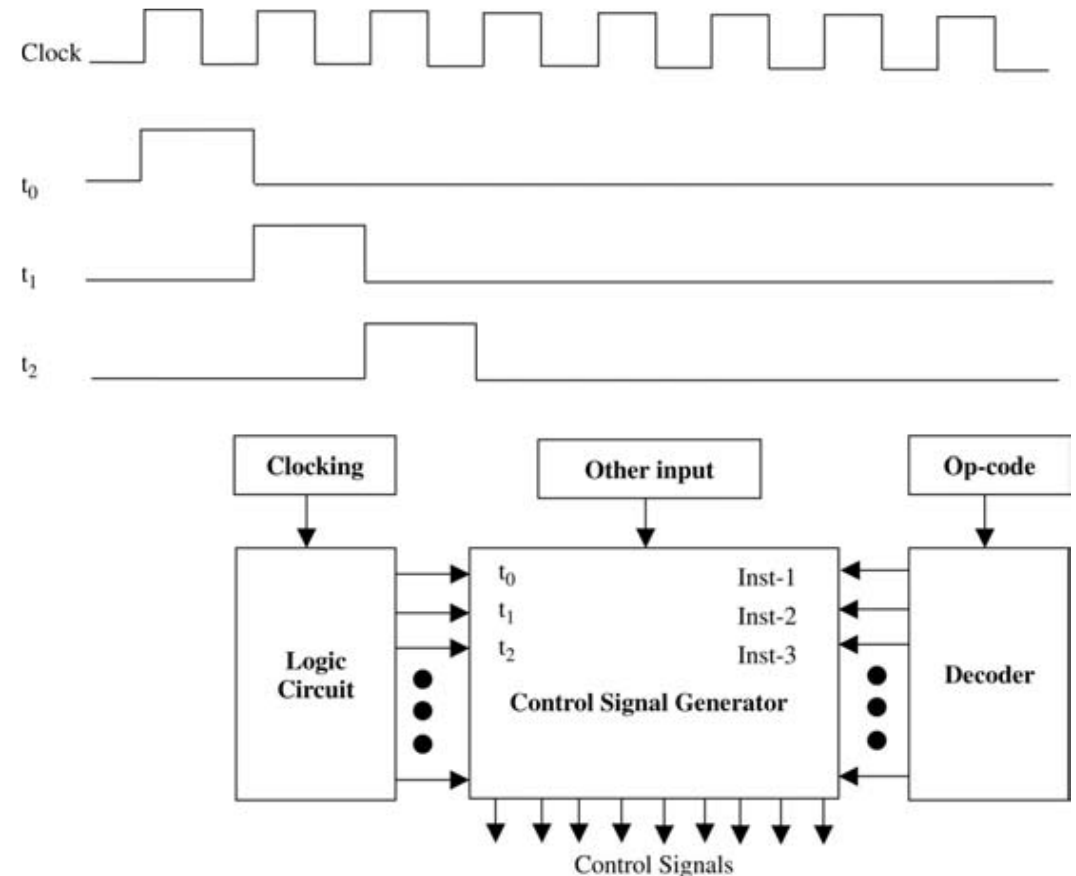 Clock
t0
t1
t2
Clocking
Other input
Op-code
t0
Inst-1
t1
Inst-2
t2
Inst-3
Logic
Circuit
Control Signal Generator
Decoder
Control Signals